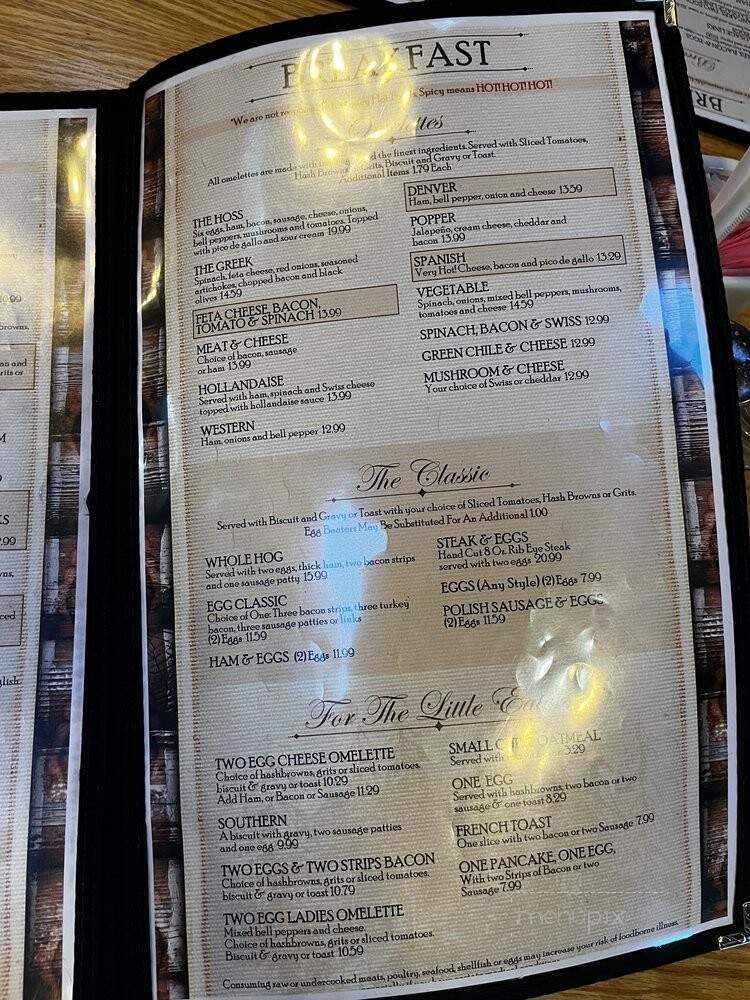 BREAKFAST
"We are not Spicy means HOT! HOT! HOT!
All omelettes are made with the finest ingredients. Served with Sliced Tomatoes,
Hash Browns, Grits, Biscuit and Gravy or Toast.
Additional Items 1.79 Each
THE HOSS
Six eggs, ham, bacon, sausage, cheese, onions,
bell peppers, mushrooms and tomatoes. Topped
with pico de gallo and sour cream 19.99
THE GREEK
Spinach, feta cheese, red onions, seasoned
artichokes, chopped bacon and black
olives 14.59
FETA CHEESE, BACON,
TOMATO & SPINACH 13.99
MEAT & CHEESE
Choice of bacon, sausage
or ham 13.99
HOLLANDAISE
Served with ham, spinach and Swiss cheese
topped with hollandaise sauce 13.99
WESTERN
Ham, onions and bell pepper 12.99
DENVER
Ham, bell pepper, onion and cheese 13.59
POPPER
Jalapeño, cream cheese, cheddar and
bacon 13.99
SPANISH
Very Hot! Cheese, bacon and pico de gallo 13.29
VEGETABLE
Spinach, onions, mixed bell peppers, mushrooms,
tomatoes and cheese 14.59
SPINACH, BACON & SWISS 12.99
GREEN CHILE & CHEESE 12.99
MUSHROOM & CHEESE
Your choice of Swiss or cheddar 12.99
The Classic
Served with Biscuit and Gravy or Toast with your choice of Sliced Tomatoes, Hash Browns or Grits.
Egg Beaters May Be Substituted For An Additional 1.00
WHOLE HOG
Served with two eggs, thick ham, two bacon strips
and one sausage patty 15.99
EGG CLASSIC
Choice of One: Three bacon strips, three turkey
bacon, three sausage patties or links
(2) Eggs 11.59
HAM & EGGS (2) Eggs 11.99
STEAK & EGGS
Hand Cut 8 Oz. Rib Eye Steak
served with two eggs 20.99
EGGS (Any Style) (2) Eggs 7.99
POLISH SAUSAGE & EGGS
(2) Eggs 11.59
For The Little
TWO EGG CHEESE OMELETTE
Choice of hashbrowns, grits or sliced tomatoes,
biscuit & gravy or toast 10.29
Add Ham, or Bacon or Sausage 11.29
SOUTHERN
A biscuit with gravy, two sausage patties
and one egg 9.99
TWO EGGS & TWO STRIPS BACON
Choice of hashbrowns, grits or sliced tomatoes,
biscuit & gravy or toast 10.79
TWO EGG LADIES OMELETTE
Mixed bell peppers and cheese.
Choice of hashbrowns, grits or sliced tomatoes.
Biscuit & gravy or toast 10.59
SMALL OATMEAL
Served with
ONE EGG
Served with hashbrowns, two bacon or two
sausage & one toast 8.29
FRENCH TOAST
One slice with two bacon or two Sausage 7.99
ONE PANCAKE, ONE EGG,
With two Strips of Bacon or two
Sausage 7.99
menupix
Consuming raw or undercooked meats, poultry, seafood, shellfish or eggs may increase your risk of foodborne illness,